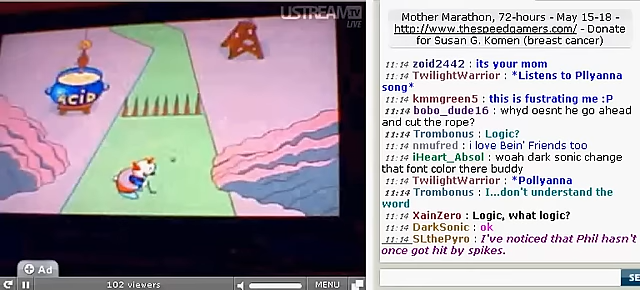 USTREAM TV
LIVE
ACID
Ad
102 viewers
MENU
Mother Marathon, 72-hours - May 15-18 -
http://www.thespeedgamers.com/ - Donate
for Susan G. Komen (breast cancer)
11:14 zoid2442 : its your mom
11:14 TwilightWarrior : *Listens to Pllyanna
song*
11:14 kmmgreen5 : this is fustrating me :P
11:14 bobo_dude16 : whyd oesnt he go ahead
and cut the rope?
11:14 Trombonus : Logic?
11:14 nmufred : i love Bein' Friends too
11:14 iHeart_Absol : woah dark sonic change
that font color there buddy
11:14 TwilightWarrior : *Pollyanna
11:14 Trombonus : I...don't understand the
word
11:14 XainZero : Logic, what logic?
11:14 DarkSonic : ok
11:14 SLthePyro : I've noticed that Phil hasn't
once got hit by spikes.
SE